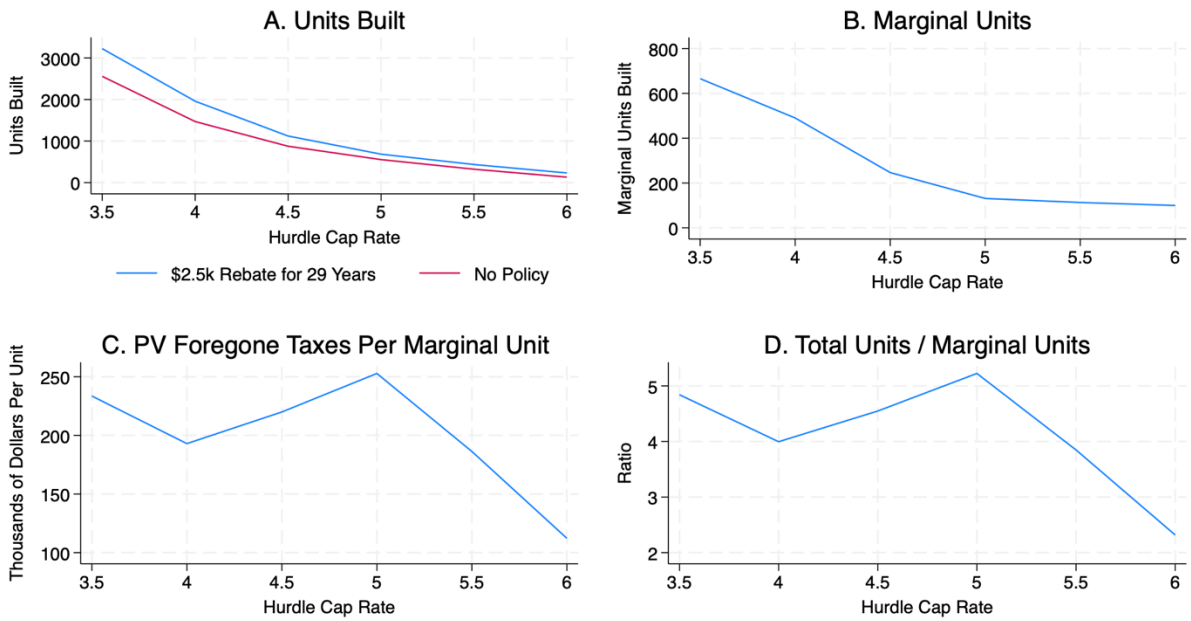 A. Units Built
Units Built
3000
2000
1000
0
3.5 4 4.5 5 5.5 6
Hurdle Cap Rate
$2.5k Rebate for 29 Years No Policy
B. Marginal Units
Marginal Units Built
800
600
400
200
0
3.5 4 4.5 5 5.5 6
Hurdle Cap Rate
C. PV Foregone Taxes Per Marginal Unit
Thousands of Dollars Per Unit
250
200
150
100
3.5 4 4.5 5 5.5 6
Hurdle Cap Rate
D. Total Units / Marginal Units
Ratio
5
4
3
2
3.5 4 4.5 5 5.5 6
Hurdle Cap Rate